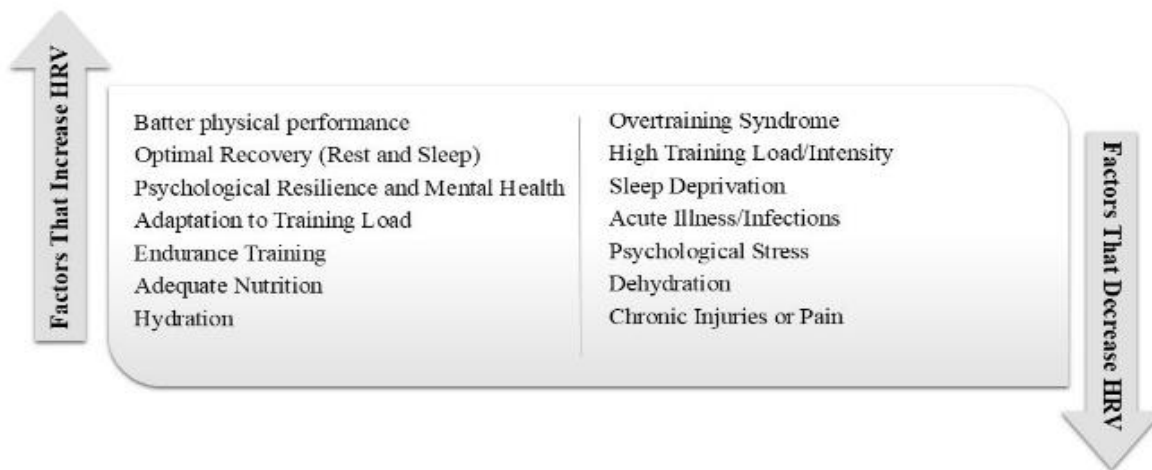 Factors That Increase HRV
Batter physical performance
Optimal Recovery (Rest and Sleep)
Psychological Resilience and Mental Health
Adaptation to Training Load
Endurance Training
Adequate Nutrition
Hydration
Overtraining Syndrome
High Training Load/Intensity
Sleep Deprivation
Acute Illness/Infections
Psychological Stress
Dehydration
Chronic Injuries or Pain
Factors That Decrease HRV